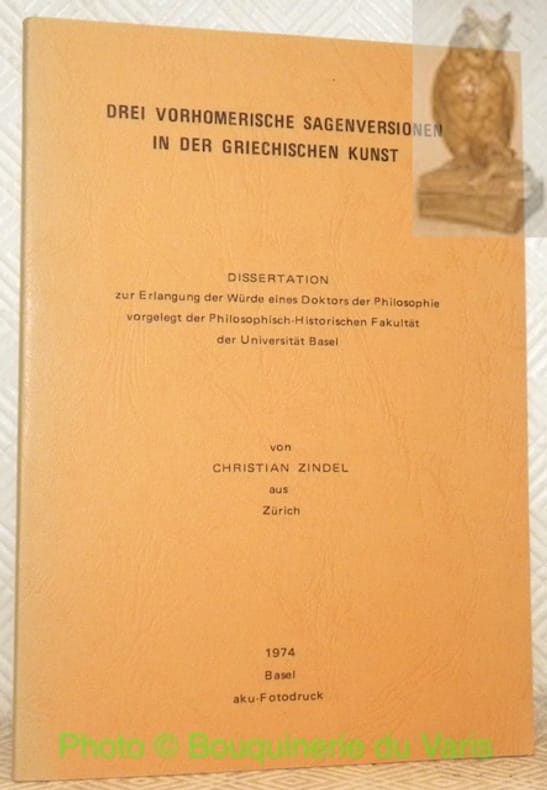 DREI VORHOMERISCHE SAGENVERSIONEN
IN DER GRIECHISCHEN KUNST
DISSERTATION
zur Erlangung der Würde eines Doktors der Philosophie
vorgelegt der Philosophisch-Historischen Fakultät
der Universität Basel
von
CHRISTIAN ZINDEL
aus
Zürich
1974
Basel
aku-Fotodruck
Photo © Bouquinerie du Varis